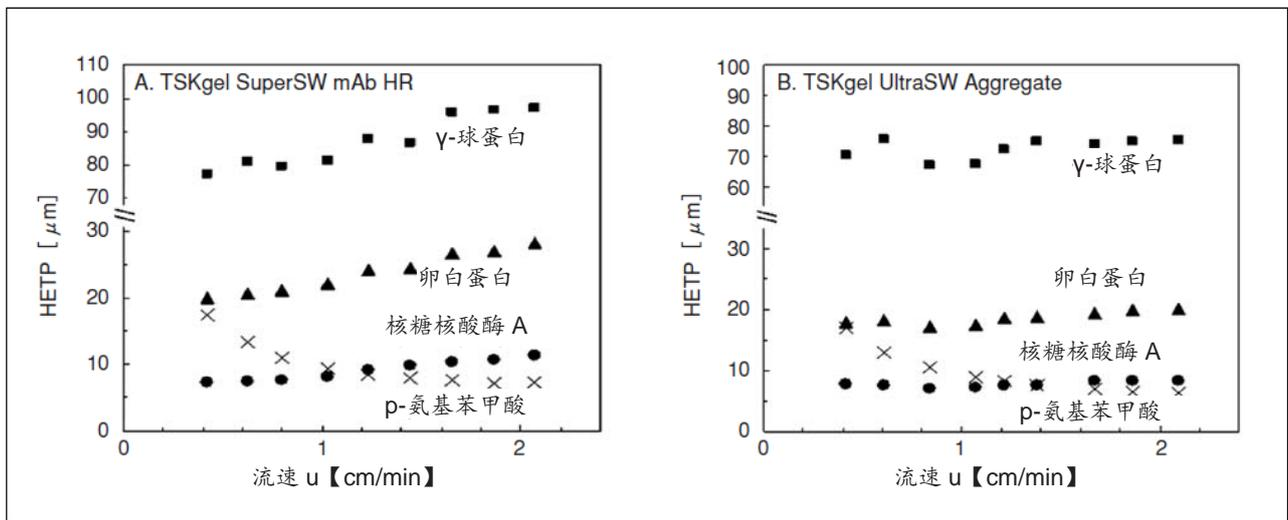 A. TSKgel SuperSW mAb HR
110
100
90
80
70
30
20
10
0
HETP [μm]
γ-球蛋白
卵白蛋白
核糖核酸酶 A
p-氨基苯甲酸
0
1
2
流速 u【cm/min】
B. TSKgel UltraSW Aggregate
100
90
80
70
60
30
20
10
0
HETP [μm]
γ-球蛋白
卵白蛋白
核糖核酸酶 A
p-氨基苯甲酸
0
1
2
流速 u【cm/min】